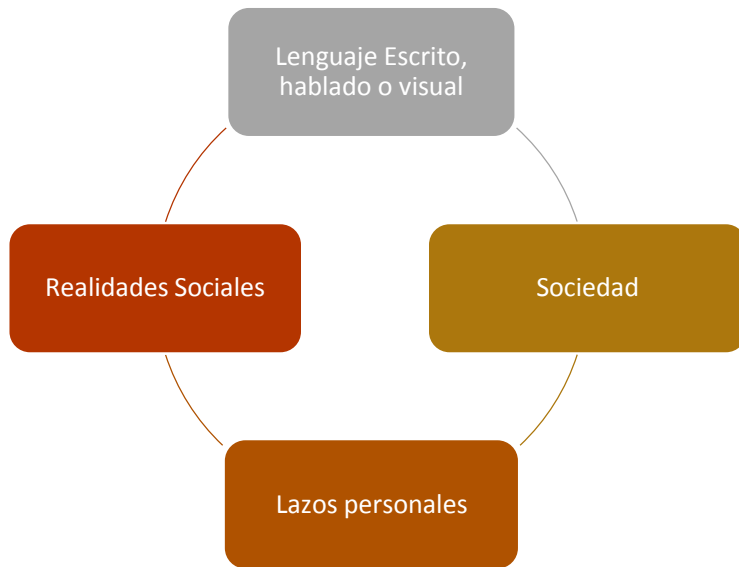 Lenguaje Escrito,
hablado o visual
Realidades Sociales
Sociedad
Lazos personales